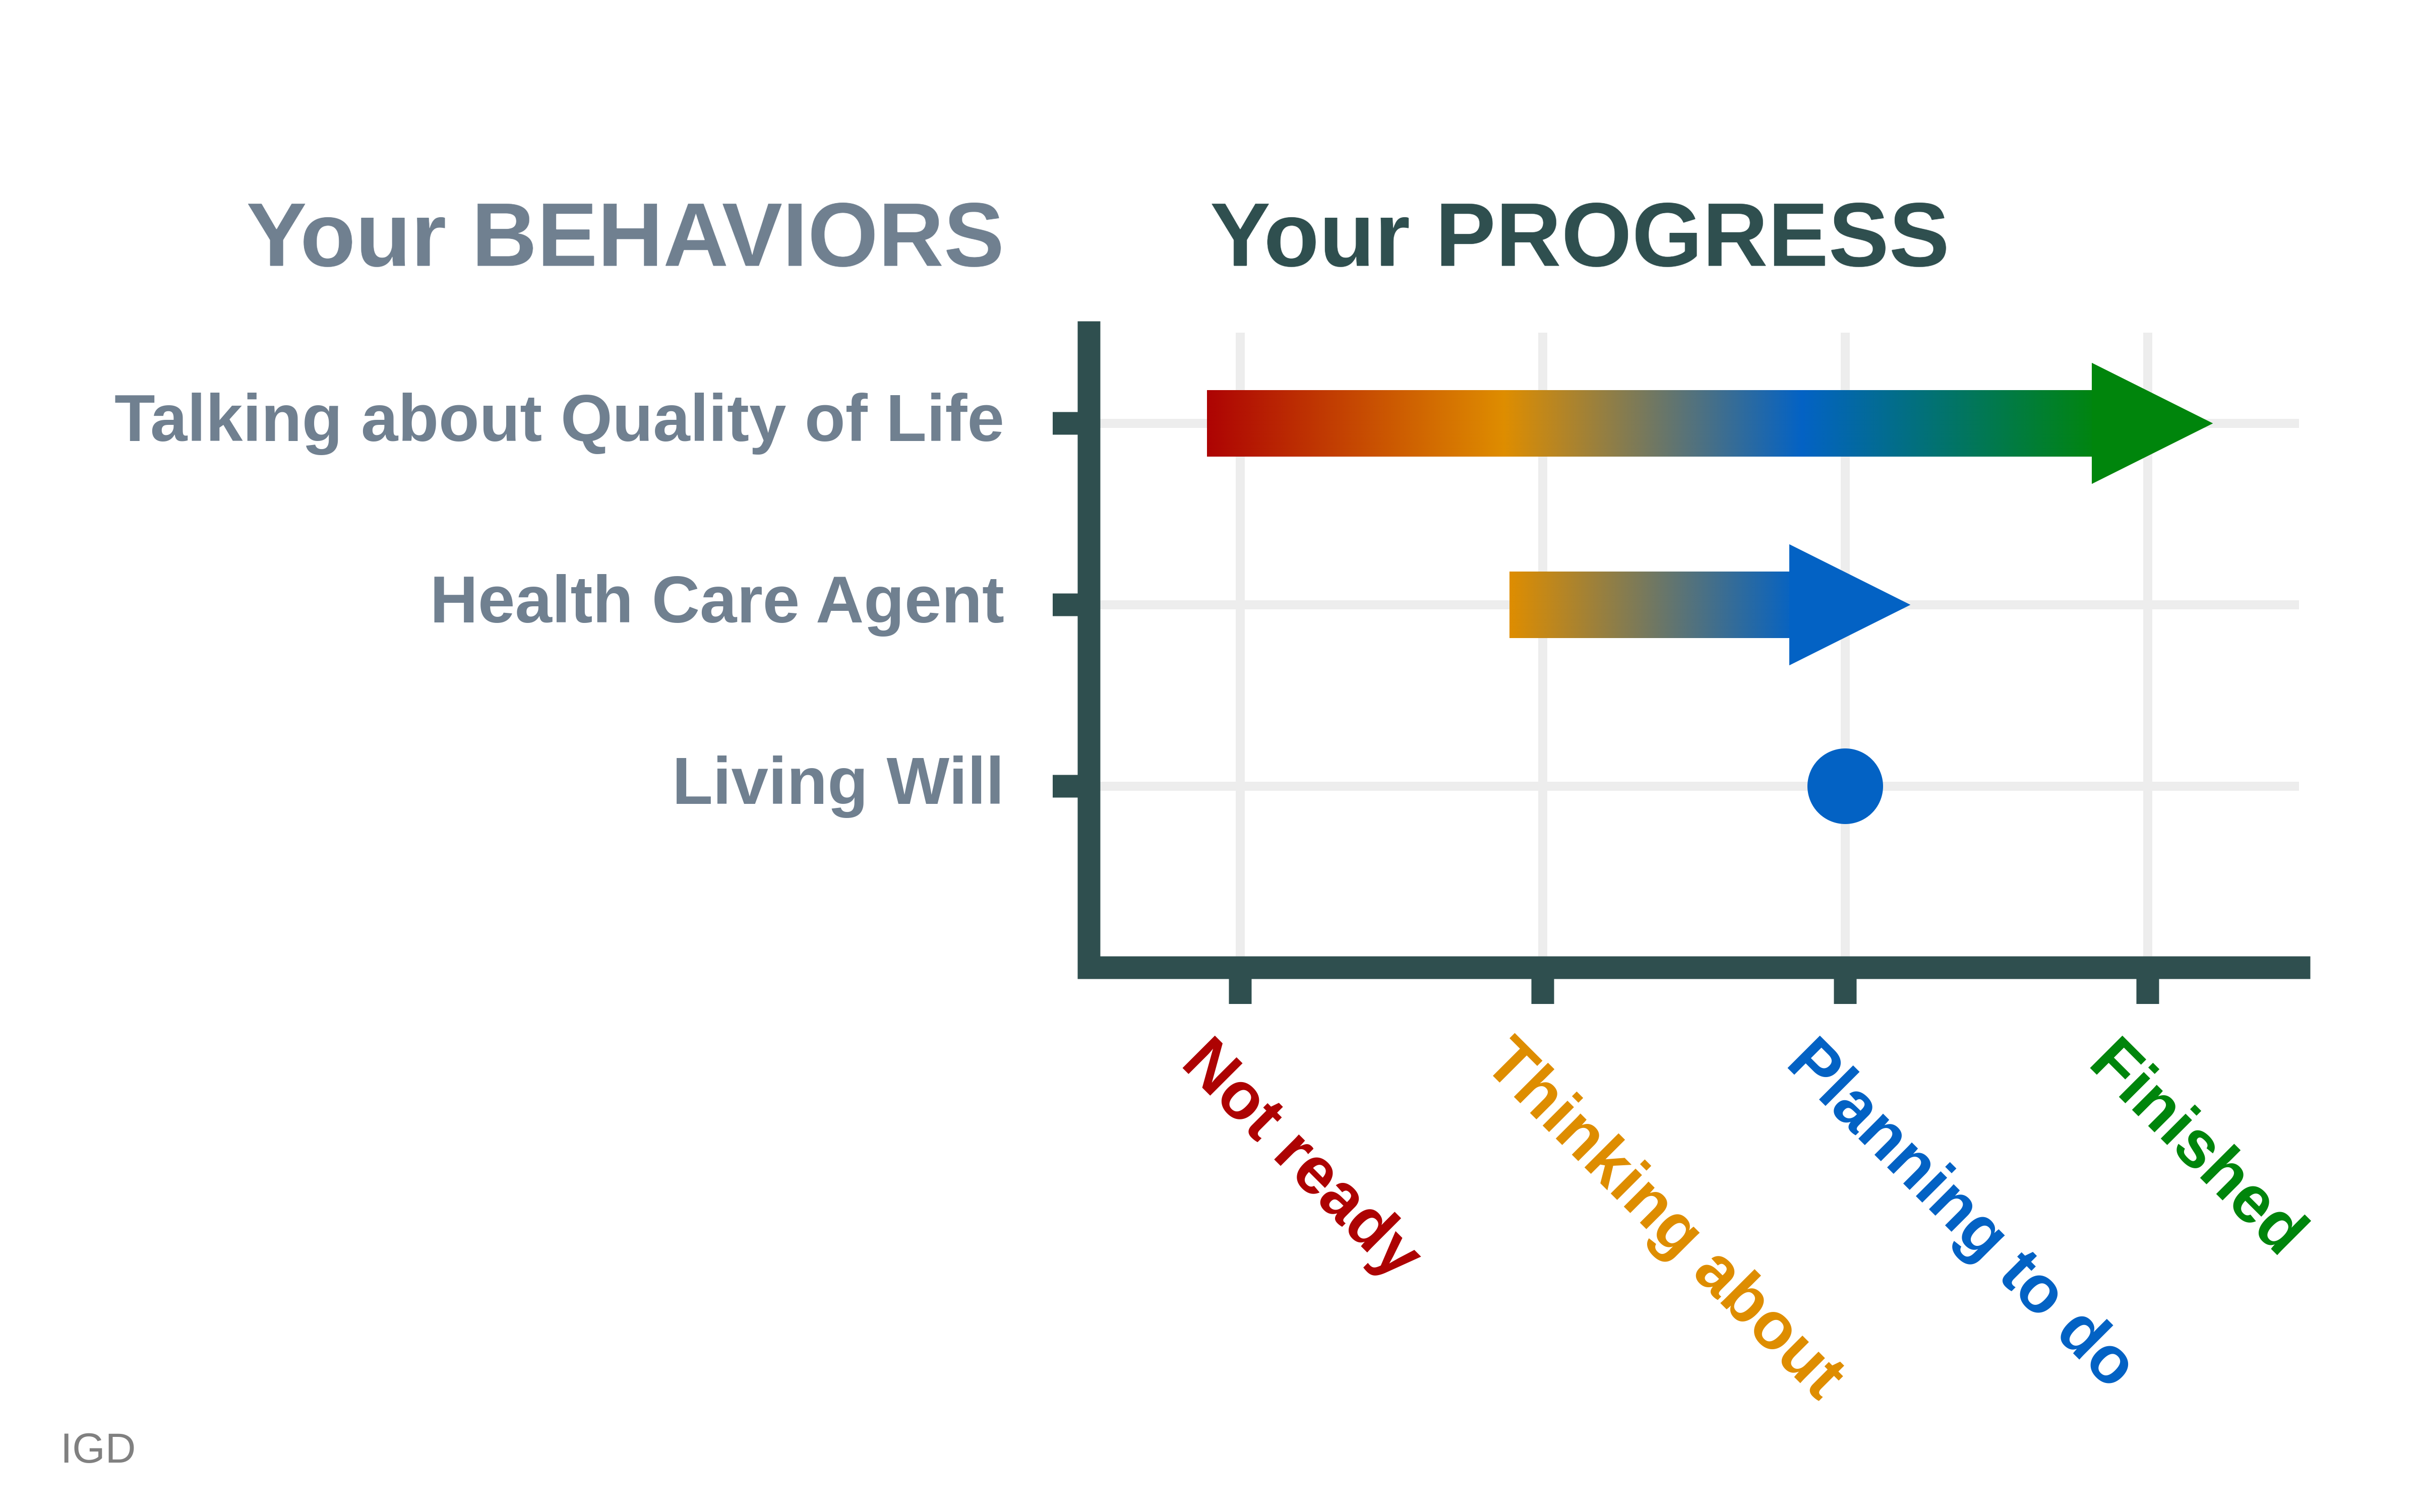 Your BEHAVIORS
Your PROGRESS
Talking about Quality of Life
Health Care Agent
Living Will
Not ready
Thinking about
Planning to do
Finished
IGD